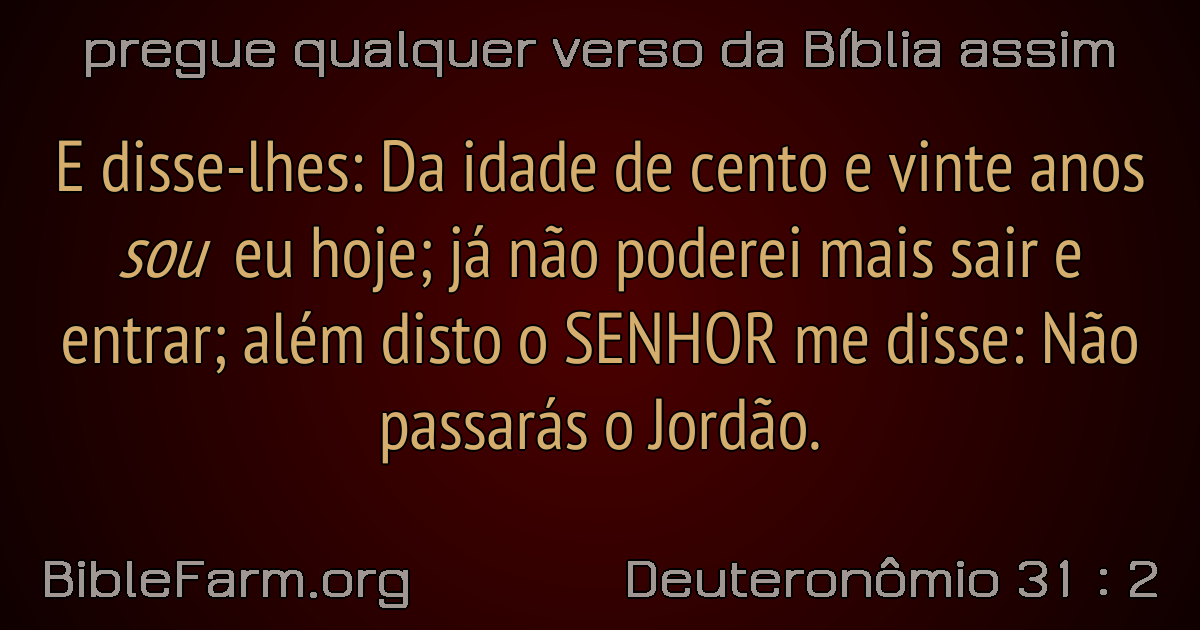 pregue qualquer verso da Bíblia assim
E disse-lhes: Da idade de cento e vinte anos
sou eu hoje; já não poderei mais sair e
entrar; além disto o SENHOR me disse: Não
passarás o Jordão.
BibleFarm.org
Deuteronômio 31 : 2